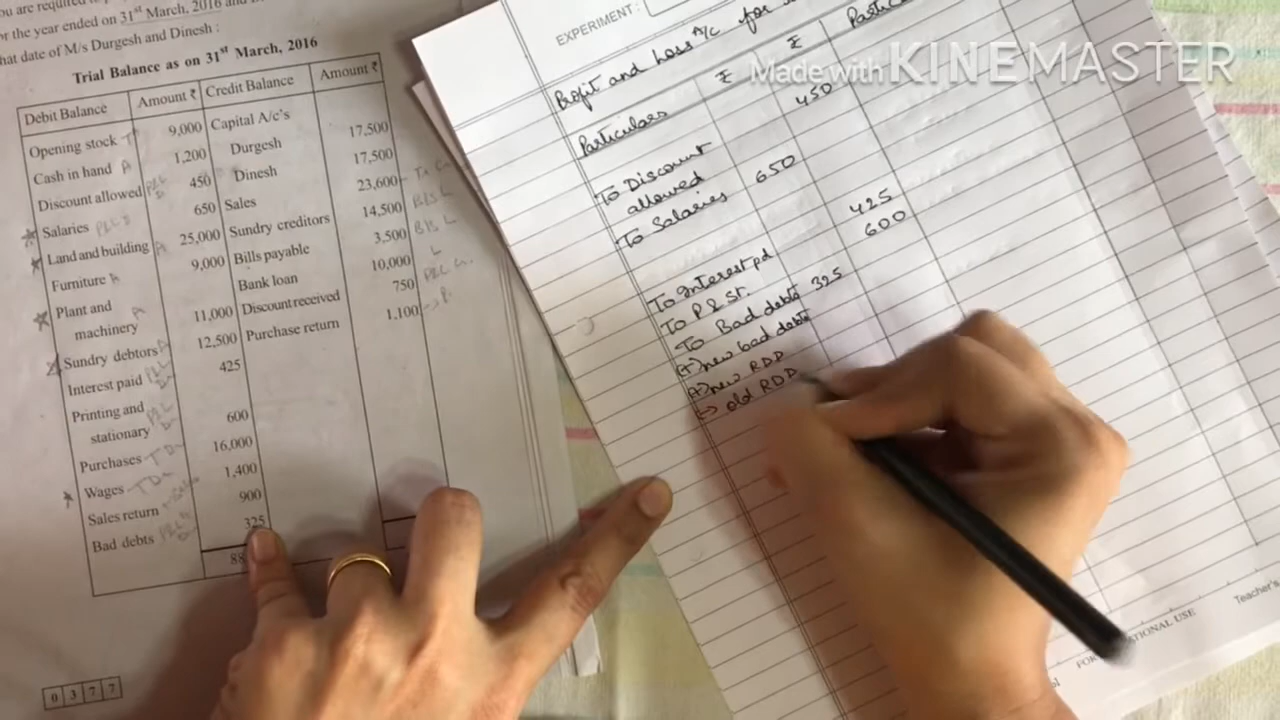 ou are required
or the year ended on 31st March, 2016 and
hat date of M/s Durgesh and Dinesh :
Trial Balance as on 31st March, 2016
Debit Balance Amount ₹ Credit Balance Amount ₹
Opening stock T 9,000 Capital A/c's
Cash in hand A 1,200 Durgesh 17,500
Discount allowed P&L 450 Dinesh 17,500
Salaries P&L 650 Sales 23,600
Land and building A 25,000 Sundry creditors 14,500 B/S L
Furniture A 9,000 Bills payable 3,500 B/S L
Bank loan 10,000 L
Plant and
machinery A 11,000 Discount received 750 P&L Cr.
Sundry debtors A 12,500 Purchase return 1,100
Interest paid P&L 425
Printing and
stationary 600
Purchases T D 16,000
Wages T D 1,400
Sales return 900
Bad debts P&L 325
88
0377
EXPERIMENT :
Profit and Loss A/c for
Particulars ₹ ₹
To Discount
allowed 450
To Salaries 650
To Interest pd 425
To P & St. 600
To Bad debts 325
(+) new bad debts
(+) new RDD
(-) old RDD
Teacher's
Made with KINEMASTER